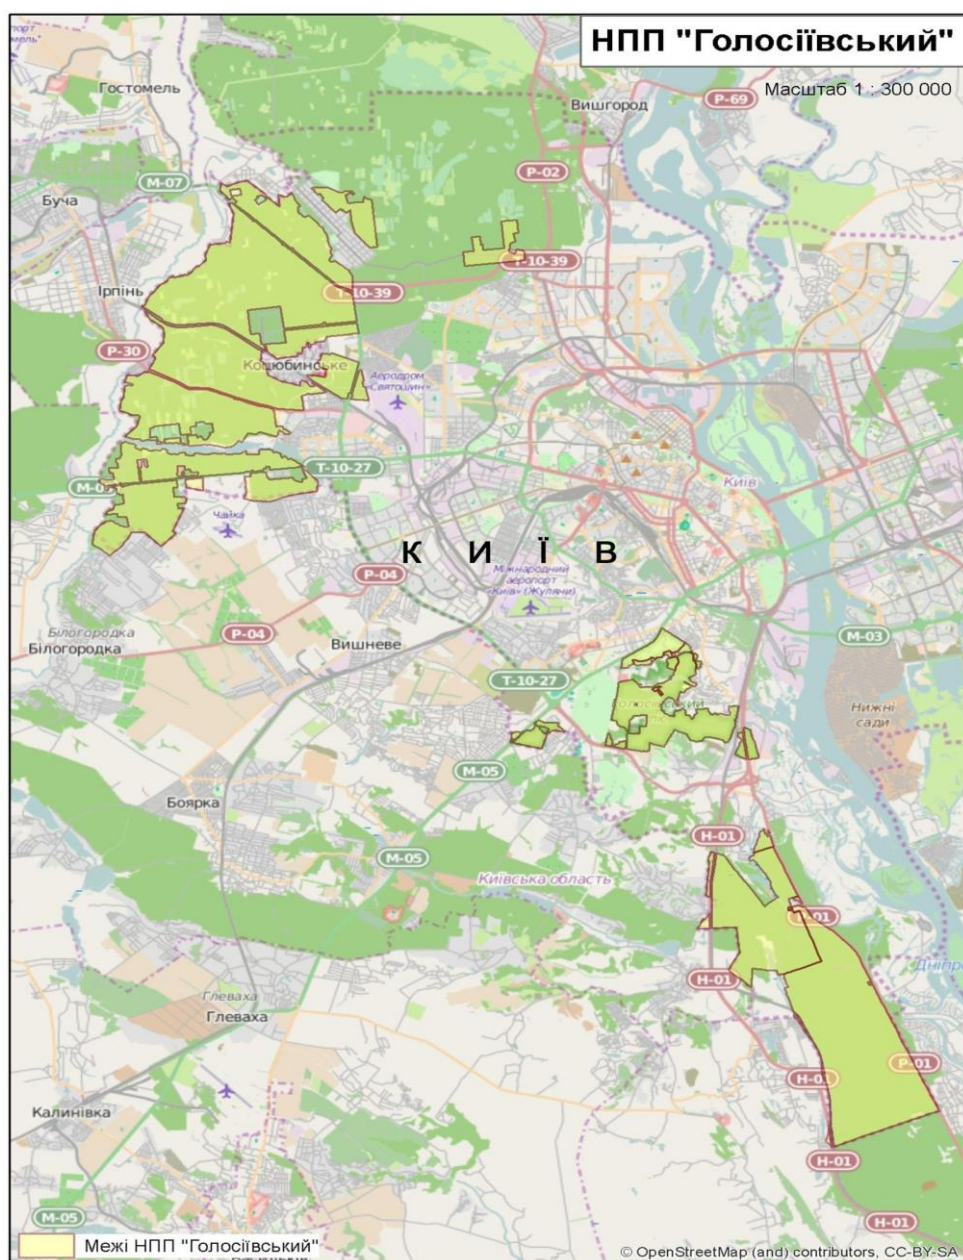 НПП "Голосіївський"
Масштаб 1 : 300 000
Гостомель
Вишгород
Р-69
М-07
Р-02
Буча
Т-10-39
Ірпінь
Т-10-39
Р-30
Коцюбинське
Аеродром
«Святошин»
Т-10-27
Київ
Чайка
К И Ї В
Р-04
Міжнародний
аеропорт
«Київ» (Жуляни)
Білогородка
Р-04
Вишневе
М-03
Білогородка
Т-10-27
Нижні
сади
М-05
Боярка
Н-01
М-05
Київська область
Н-01
Глеваха
Глеваха
Р-01
Н-01
Калинівка
Н-01
М-05
Н-01
Межі НПП "Голосіївський"
© OpenStreetMap (and) contributors, CC-BY-SA